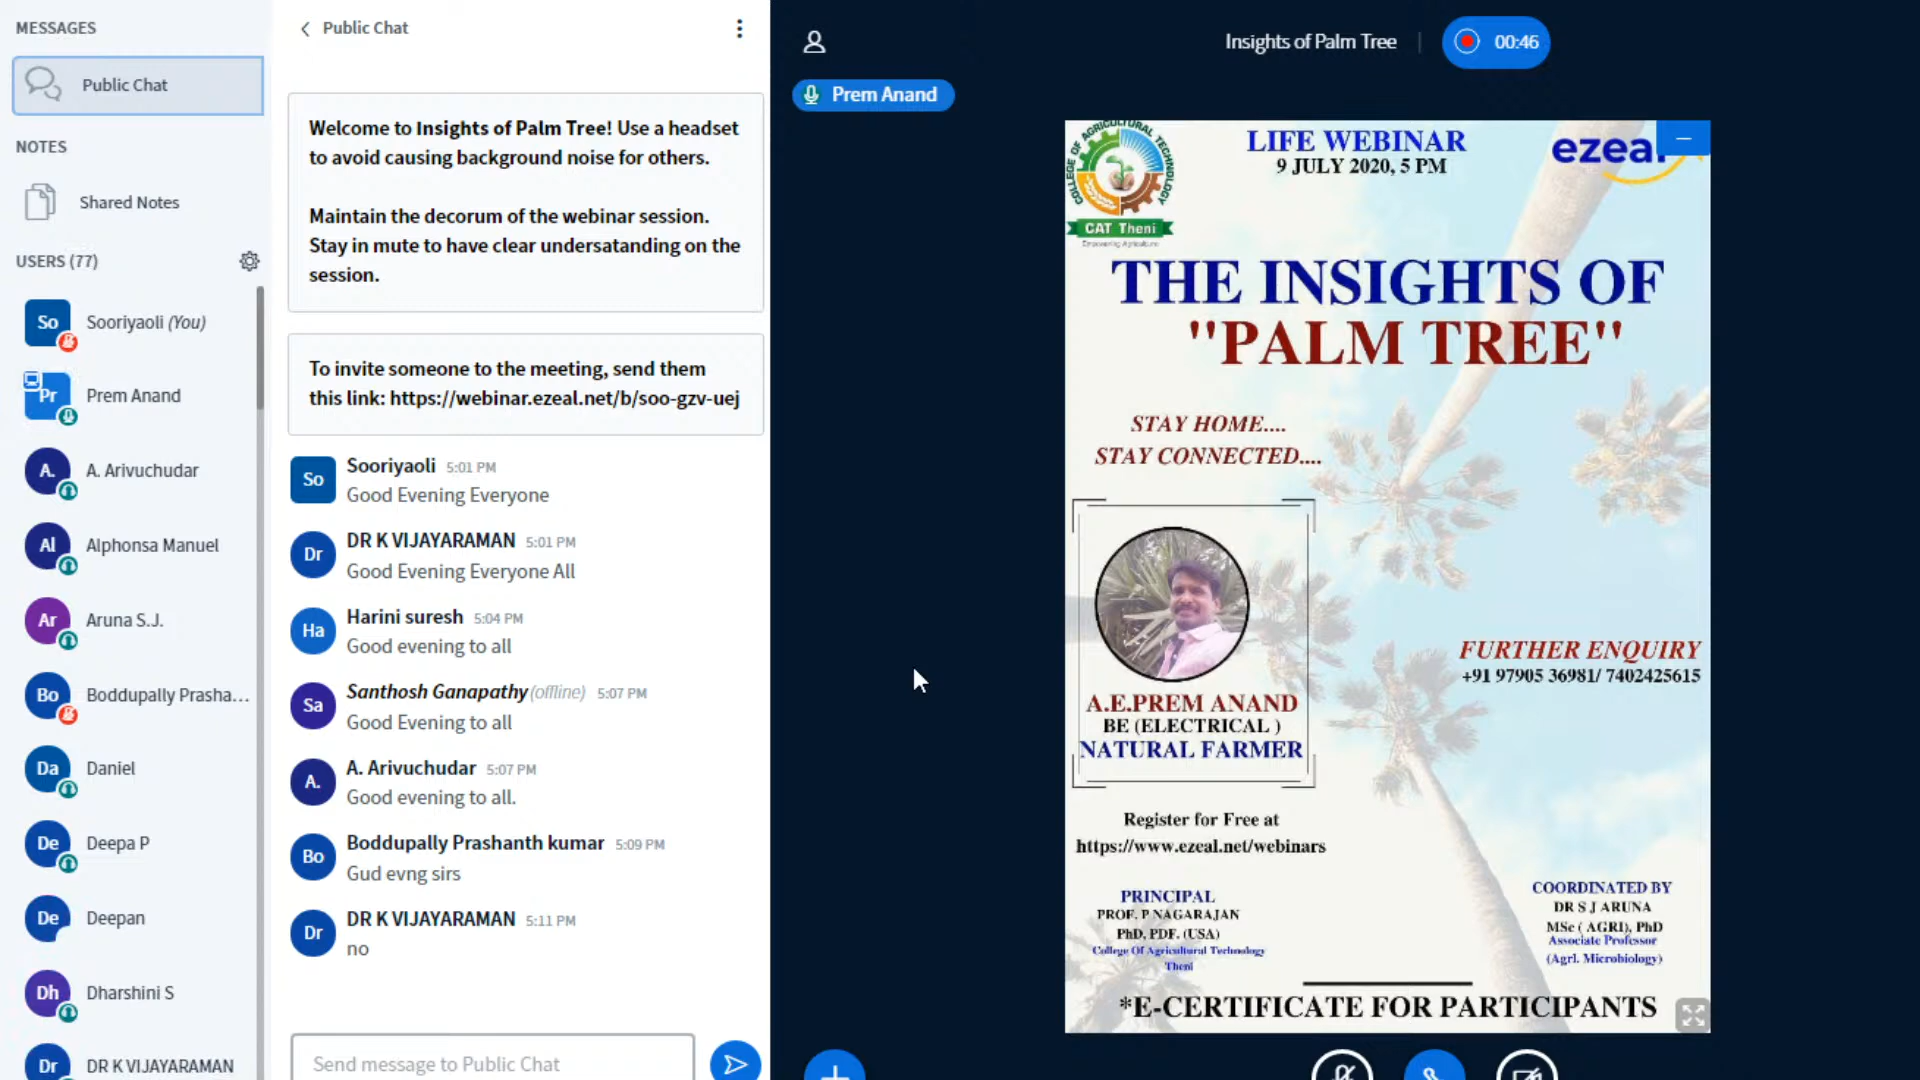 MESSAGES
Public Chat
NOTES
Shared Notes
USERS (77)
So
Sooriyaoli (You)
Pr
Prem Anand
A.
A. Arivuchudar
Al
Alphonsa Manuel
Ar
Aruna S.J.
Bo
Boddupally Prasha...
Da
Daniel
De
Deepa P
De
Deepan
Dh
Dharshini S
Dr
DR K VIJAYARAMAN
Public Chat
Welcome to Insights of Palm Tree! Use a headset
to avoid causing background noise for others.
Maintain the decorum of the webinar session.
Stay in mute to have clear undersatanding on the
session.
To invite someone to the meeting, send them
this link: https://webinar.ezeal.net/b/soo-gzv-uej
So
Sooriyaoli 5:01 PM
Good Evening Everyone
Dr
DR K VIJAYARAMAN 5:01 PM
Good Evening Everyone All
Ha
Harini suresh 5:04 PM
Good evening to all
Sa
Santhosh Ganapathy(offline) 5:07 PM
Good Evening to all
A.
A. Arivuchudar 5:07 PM
Good evening to all.
Bo
Boddupally Prashanth kumar 5:09 PM
Gud evng sirs
Dr
DR K VIJAYARAMAN 5:11 PM
no
Send message to Public Chat
Insights of Palm Tree
00:46
Prem Anand
COLLEGE OF AGRICULTURAL TECHNOLOGY
CAT Theni
Empowering Agriculture
LIFE WEBINAR
9 JULY 2020, 5 PM
ezeal
THE INSIGHTS OF
"PALM TREE"
STAY HOME....
STAY CONNECTED....
A.E.PREM ANAND
BE (ELECTRICAL )
NATURAL FARMER
FURTHER ENQUIRY
+91 97905 36981/ 7402425615
Register for Free at
https://www.ezeal.net/webinars
PRINCIPAL
PROF. P NAGARAJAN
PhD, PDF. (USA)
College Of Agricultural Technology
Theni
COORDINATED BY
DR S J ARUNA
MSc ( AGRI), PhD
Associate Professor
(Agrl. Microbiology)
*E-CERTIFICATE FOR PARTICIPANTS